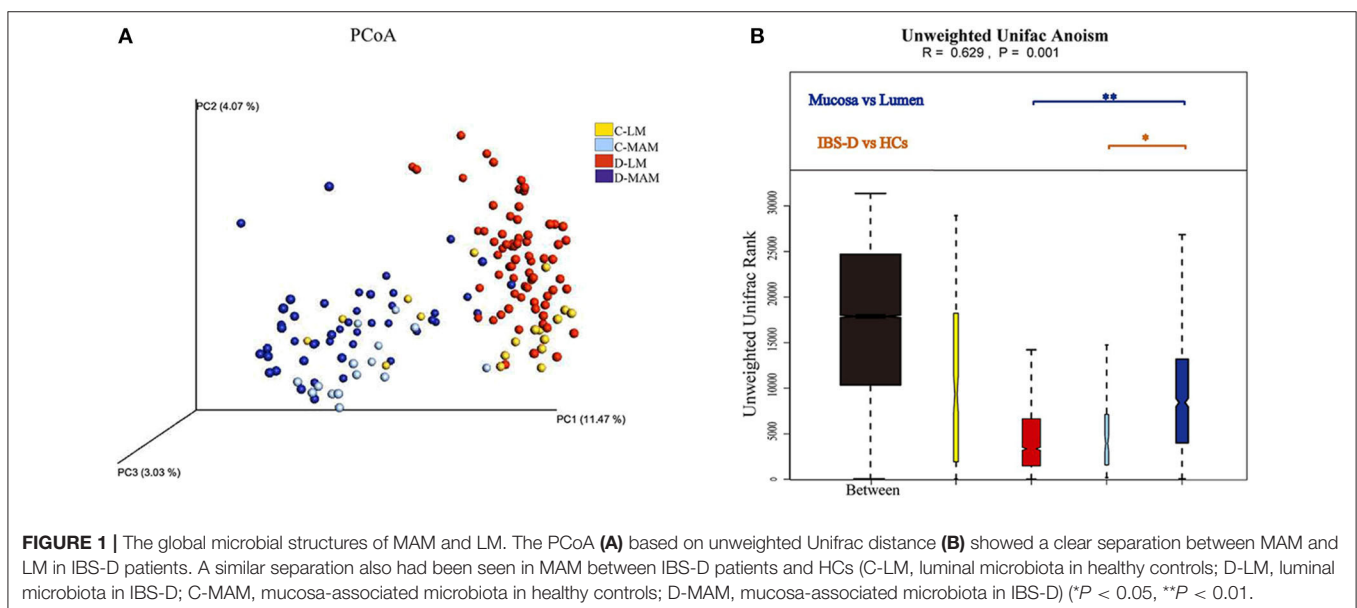 A
PCoA
PC2 (4.07 %)
C-LM
C-MAM
D-LM
D-MAM
PC1 (11.47 %)
PC3 (3.03 %)
B
Unweighted Unifac Anoism
R = 0.629 , P = 0.001
Mucosa vs Lumen
**
IBS-D vs HCs
*
Unweighted Unifrac Rank
30000
25000
20000
15000
10000
5000
0
Between
FIGURE 1 | The global microbial structures of MAM and LM. The PCoA (A) based on unweighted Unifrac distance (B) showed a clear separation between MAM and
LM in IBS-D patients. A similar separation also had been seen in MAM between IBS-D patients and HCs (C-LM, luminal microbiota in healthy controls; D-LM, luminal
microbiota in IBS-D; C-MAM, mucosa-associated microbiota in healthy controls; D-MAM, mucosa-associated microbiota in IBS-D) (*P < 0.05, **P < 0.01.